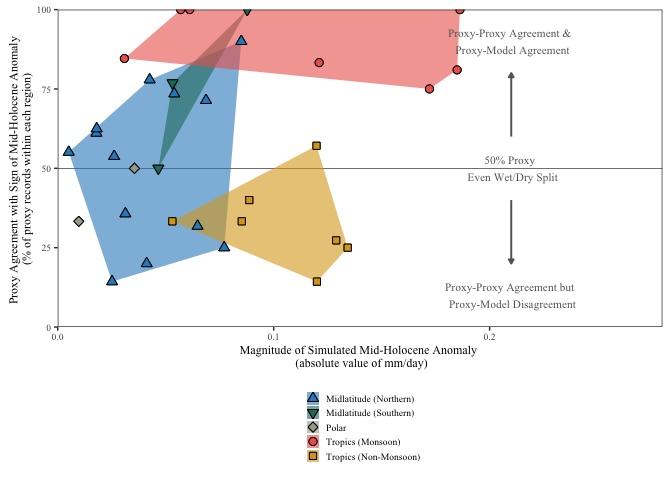 Proxy Agreement with Sign of Mid-Holocene Anomaly
(% of proxy records within each region)
100
75
50
25
0
Proxy-Proxy Agreement &
Proxy-Model Agreement
50% Proxy
Even Wet/Dry Split
Proxy-Proxy Agreement but
Proxy-Model Disagreement
0.0
0.1
0.2
Magnitude of Simulated Mid-Holocene Anomaly
(absolute value of mm/day)
Midlatitude (Northern)
Midlatitude (Southern)
Polar
Tropics (Monsoon)
Tropics (Non-Monsoon)